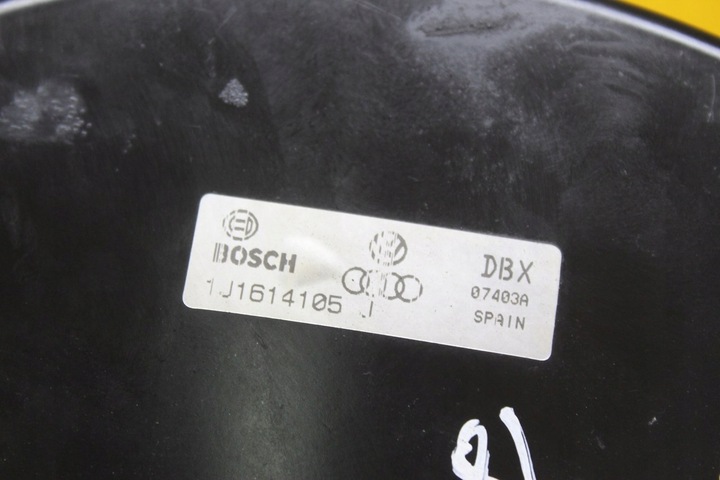 BOSCH
1J1614105 J
DBX
07403A
SPAIN